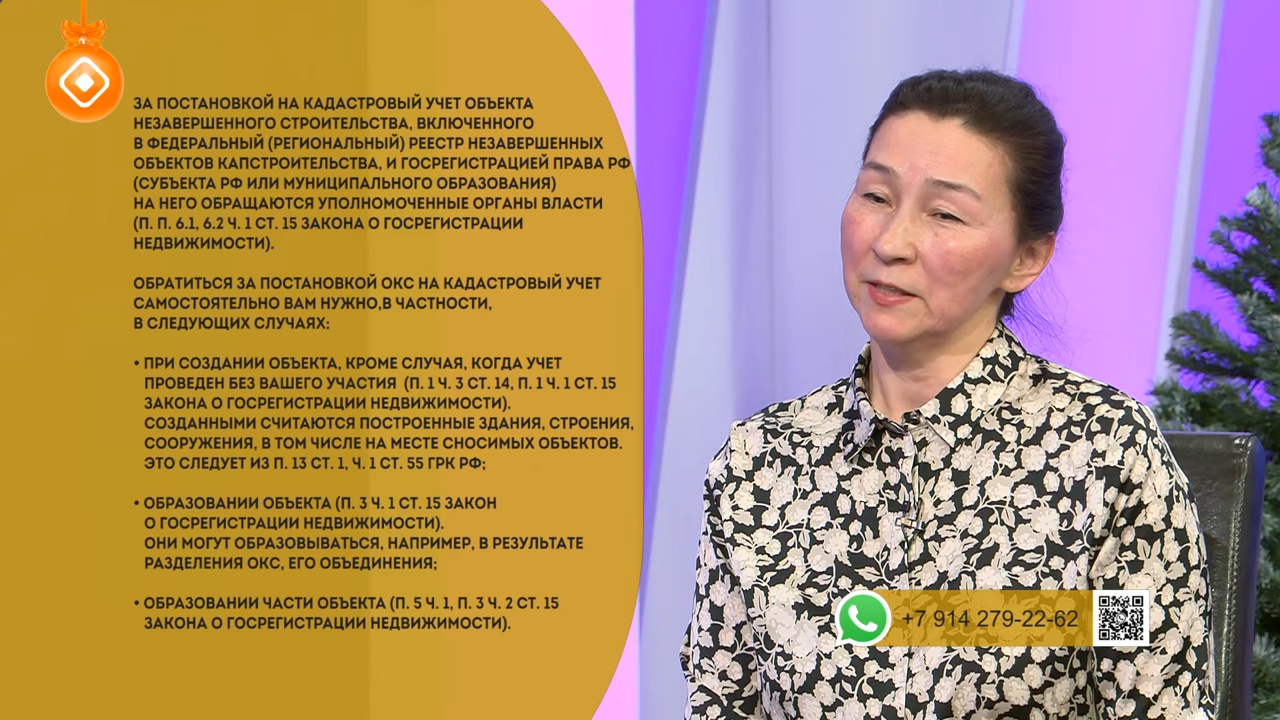 ЗА ПОСТАНОВКОЙ НА КАДАСТРОВЫЙ УЧЕТ ОБЪЕКТА
НЕЗАВЕРШЕННОГО СТРОИТЕЛЬСТВА, ВКЛЮЧЕННОГО
В ФЕДЕРАЛЬНЫЙ (РЕГИОНАЛЬНЫЙ) РЕЕСТР НЕЗАВЕРШЕННЫХ
ОБЪЕКТОВ КАПСТРОИТЕЛЬСТВА, И ГОСРЕГИСТРАЦИЕЙ ПРАВА РФ
(СУБЪЕКТА РФ ИЛИ МУНИЦИПАЛЬНОГО ОБРАЗОВАНИЯ)
НА НЕГО ОБРАЩАЮТСЯ УПОЛНОМОЧЕННЫЕ ОРГАНЫ ВЛАСТИ
(П. П. 6.1, 6.2 Ч. 1 СТ. 15 ЗАКОНА О ГОСРЕГИСТРАЦИИ
НЕДВИЖИМОСТИ).
ОБРАТИТЬСЯ ЗА ПОСТАНОВКОЙ ОКС НА КАДАСТРОВЫЙ УЧЕТ
САМОСТОЯТЕЛЬНО ВАМ НУЖНО,В ЧАСТНОСТИ,
В СЛЕДУЮЩИХ СЛУЧАЯХ:
• ПРИ СОЗДАНИИ ОБЪЕКТА, КРОМЕ СЛУЧАЯ, КОГДА УЧЕТ
ПРОВЕДЕН БЕЗ ВАШЕГО УЧАСТИЯ (П. 1 Ч. 3 СТ. 14, П. 1 Ч. 1 СТ. 15
ЗАКОНА О ГОСРЕГИСТРАЦИИ НЕДВИЖИМОСТИ).
СОЗДАННЫМИ СЧИТАЮТСЯ ПОСТРОЕННЫЕ ЗДАНИЯ, СТРОЕНИЯ,
СООРУЖЕНИЯ, В ТОМ ЧИСЛЕ НА МЕСТЕ СНОСИМЫХ ОБЪЕКТОВ.
ЭТО СЛЕДУЕТ ИЗ П. 13 СТ. 1, Ч. 1 СТ. 55 ГРК РФ;
• ОБРАЗОВАНИИ ОБЪЕКТА (П. 3 Ч. 1 СТ. 15 ЗАКОН
О ГОСРЕГИСТРАЦИИ НЕДВИЖИМОСТИ).
ОНИ МОГУТ ОБРАЗОВЫВАТЬСЯ, НАПРИМЕР, В РЕЗУЛЬТАТЕ
РАЗДЕЛЕНИЯ ОКС, ЕГО ОБЪЕДИНЕНИЯ;
• ОБРАЗОВАНИИ ЧАСТИ ОБЪЕКТА (П. 5 Ч. 1, П. 3 Ч. 2 СТ. 15
ЗАКОНА О ГОСРЕГИСТРАЦИИ НЕДВИЖИМОСТИ).
+7 914 279-22-62